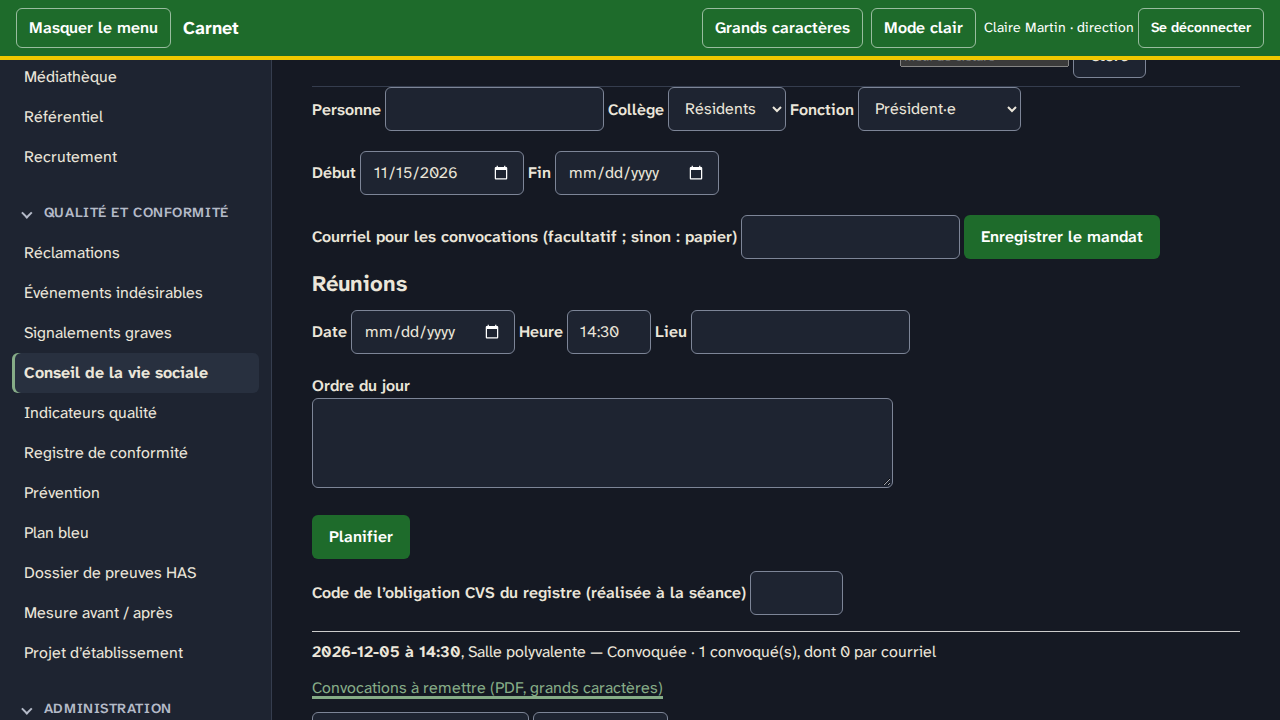 Masquer le menu Carnet Grands caractères Mode clair Claire Martin · direction Se déconnecter
Médiathèque
Référentiel
Recrutement
QUALITÉ ET CONFORMITÉ
Réclamations
Événements indésirables
Signalements graves
Conseil de la vie sociale
Indicateurs qualité
Registre de conformité
Prévention
Plan bleu
Dossier de preuves HAS
Mesure avant / après
Projet d’établissement
ADMINISTRATION
Personne Collège Résidents Fonction Président·e
Début 11/15/2026 Fin mm/dd/yyyy
Courriel pour les convocations (facultatif ; sinon : papier) Enregistrer le mandat
Réunions
Date mm/dd/yyyy Heure 14:30 Lieu
Ordre du jour
Planifier
Code de l’obligation CVS du registre (réalisée à la séance)
2026-12-05 à 14:30, Salle polyvalente — Convoquée · 1 convoqué(s), dont 0 par courriel
Convocations à remettre (PDF, grands caractères)